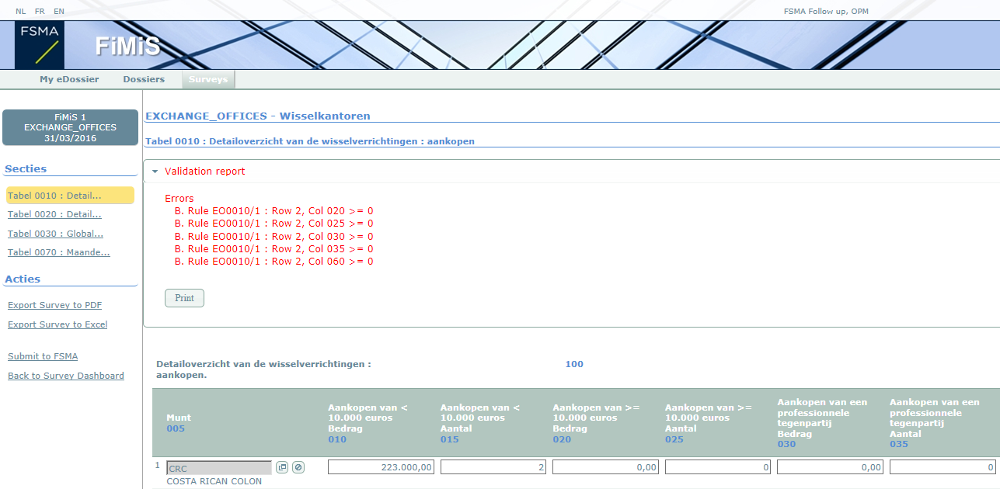 NL FR EN
FSMA Follow up, OPM
FSMA
FiMiS
My eDossier Dossiers Surveys
FiMiS 1
EXCHANGE_OFFICES
31/03/2016
Secties
Tabel 0010 : Detail...
Tabel 0020 : Detail...
Tabel 0030 : Global...
Tabel 0070 : Maande...
Acties
Export Survey to PDF
Export Survey to Excel
Submit to FSMA
Back to Survey Dashboard
EXCHANGE_OFFICES - Wisselkantoren
Tabel 0010 : Detailoverzicht van de wisselverrichtingen : aankopen
Validation report
Errors
B. Rule EO0010/1 : Row 2, Col 020 >= 0
B. Rule EO0010/1 : Row 2, Col 025 >= 0
B. Rule EO0010/1 : Row 2, Col 030 >= 0
B. Rule EO0010/1 : Row 2, Col 035 >= 0
B. Rule EO0010/1 : Row 2, Col 060 >= 0
Print
Detailoverzicht van de wisselverrichtingen :
aankopen.
100
Munt
005
Aankopen van <
10.000 euros
Bedrag
010
Aankopen van <
10.000 euros
Aantal
015
Aankopen van >=
10.000 euros
Bedrag
020
Aankopen van >=
10.000 euros
Aantal
025
Aankopen van een
professionele
tegenpartij
Bedrag
030
Aankopen van een
professionele
tegenpartij
Aantal
035
1 CRC 223.000,00 2 0,00 0 0,00 0
COSTA RICAN COLON